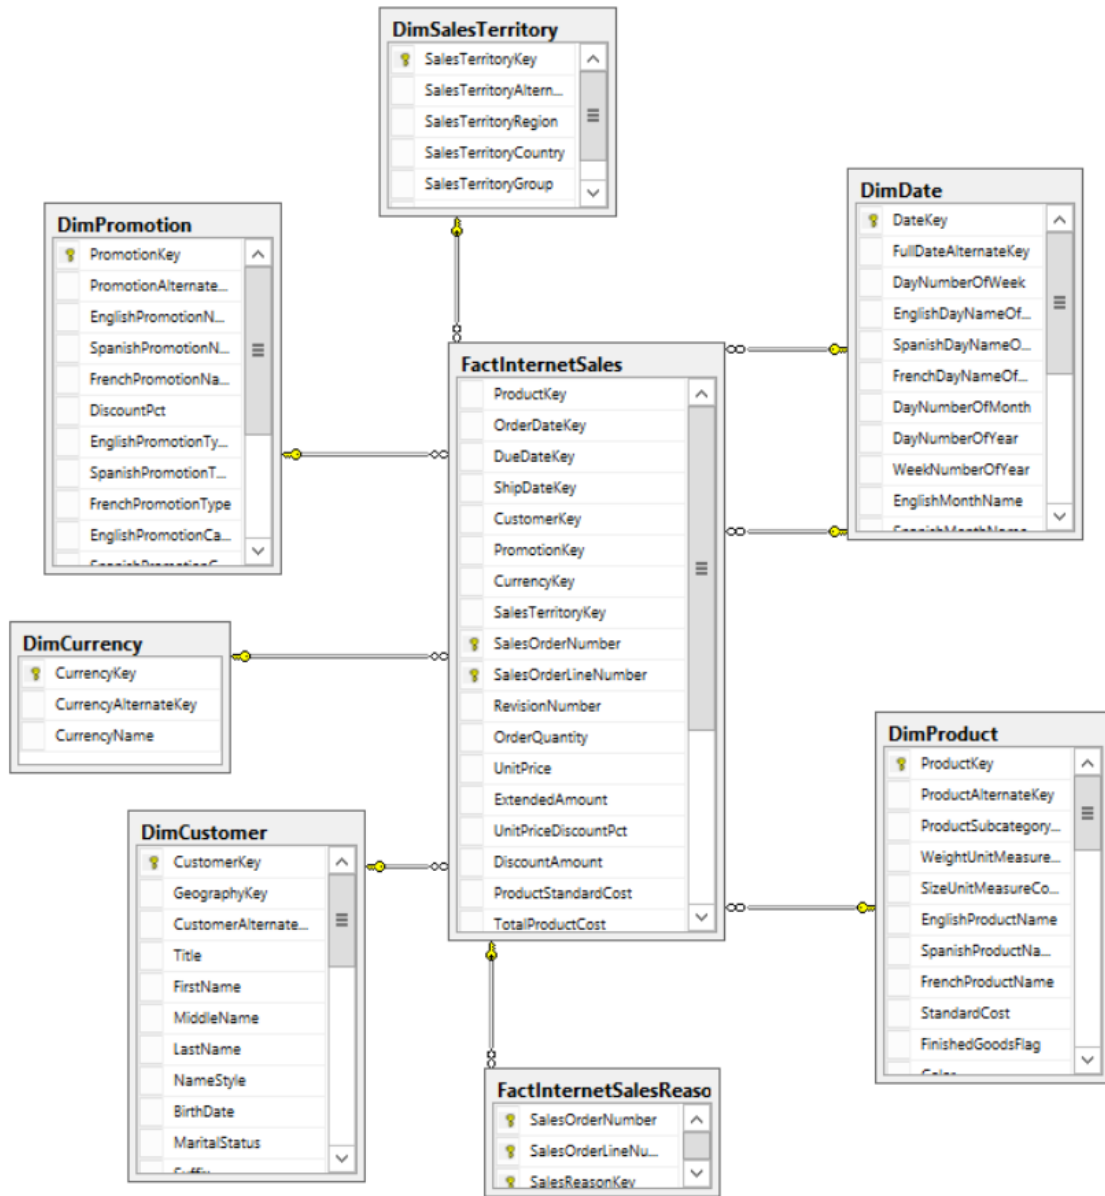 DimSalesTerritory
SalesTerritoryKey
SalesTerritoryAltern...
SalesTerritoryRegion
SalesTerritoryCountry
SalesTerritoryGroup
DimDate
DateKey
FullDateAlternateKey
DayNumberOfWeek
EnglishDayNameOf...
SpanishDayNameO...
FrenchDayNameOf...
DayNumberOfMonth
DayNumberOfYear
WeekNumberOfYear
EnglishMonthName
SpanishMonthName
DimPromotion
PromotionKey
PromotionAlternate...
EnglishPromotionN...
SpanishPromotionN...
FrenchPromotionNa...
DiscountPct
EnglishPromotionTy...
SpanishPromotionT...
FrenchPromotionType
EnglishPromotionCa...
SpanishPromotionC...
FactInternetSales
ProductKey
OrderDateKey
DueDateKey
ShipDateKey
CustomerKey
PromotionKey
CurrencyKey
SalesTerritoryKey
SalesOrderNumber
SalesOrderLineNumber
RevisionNumber
OrderQuantity
UnitPrice
ExtendedAmount
UnitPriceDiscountPct
DiscountAmount
ProductStandardCost
TotalProductCost
DimCurrency
CurrencyKey
CurrencyAlternateKey
CurrencyName
DimProduct
ProductKey
ProductAlternateKey
ProductSubcategory...
WeightUnitMeasure...
SizeUnitMeasureCo...
EnglishProductName
SpanishProductNa...
FrenchProductName
StandardCost
FinishedGoodsFlag
Color
DimCustomer
CustomerKey
GeographyKey
CustomerAlternate...
Title
FirstName
MiddleName
LastName
NameStyle
BirthDate
MaritalStatus
Suffix
FactInternetSalesReaso
SalesOrderNumber
SalesOrderLineNu...
SalesReasonKey